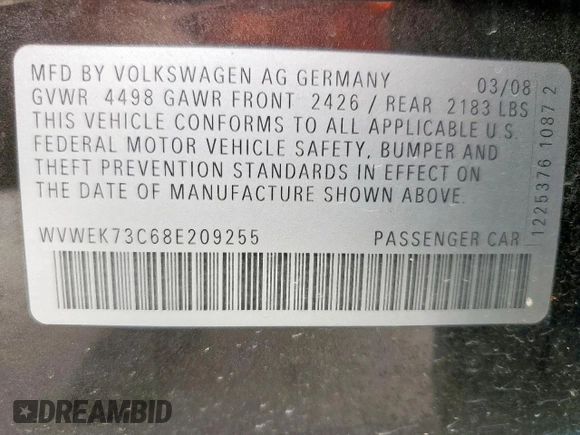 MFD BY VOLKSWAGEN AG GERMANY 03/08
GVWR 4498 GAWR FRONT 2426 / REAR 2183 LBS
THIS VEHICLE CONFORMS TO ALL APPLICABLE U.S.
FEDERAL MOTOR VEHICLE SAFETY, BUMPER AND
THEFT PREVENTION STANDARDS IN EFFECT ON
THE DATE OF MANUFACTURE SHOWN ABOVE.
WVWEK73C68E209255 PASSENGER CAR
1225376 1087 2
DREAMBID